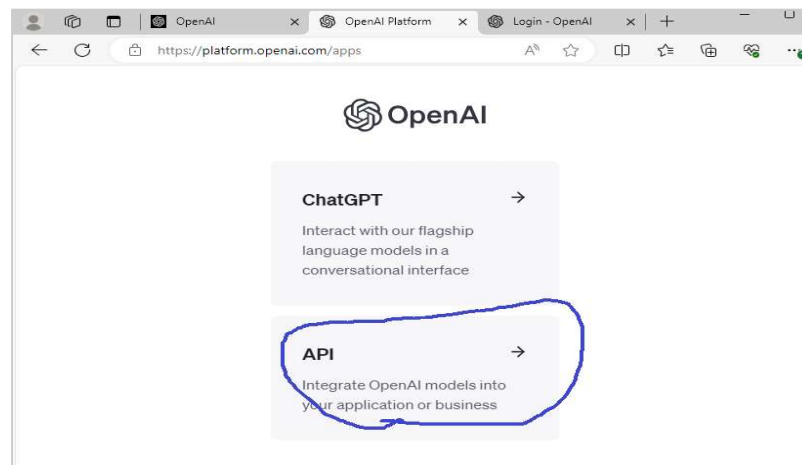 OpenAI OpenAI Platform Login - OpenAI
https://platform.openai.com/apps
OpenAI
ChatGPT
Interact with our flagship
language models in a
conversational interface
API
Integrate OpenAI models into
your application or business